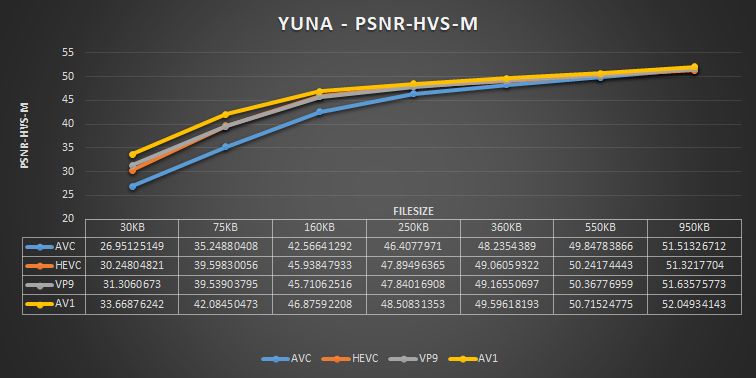 YUNA - PSNR-HVS-M
55
50
45
40
35
30
25
20
PSNR-HVS-M
FILESIZE
30KB 75KB 160KB 250KB 360KB 550KB 950KB
AVC 26.95125149 35.24880408 42.56641292 46.4077971 48.2354389 49.84783866 51.51326712
HEVC 30.24804821 39.59830056 45.93847933 47.89496365 49.06059322 50.24174443 51.3217704
VP9 31.3060673 39.53903795 45.71062516 47.84016908 49.16550697 50.36776959 51.63575773
AV1 33.66876242 42.08450473 46.87592208 48.50831353 49.59618193 50.71524775 52.04934143
AVC HEVC VP9 AV1